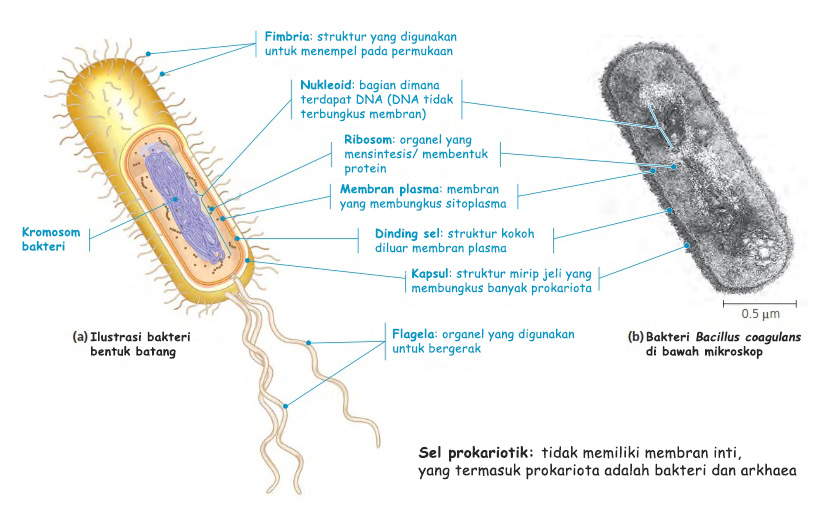 Fimbria: struktur yang digunakan
untuk menempel pada permukaan
Nukleoid: bagian dimana
terdapat DNA (DNA tidak
terbungkus membran)
Ribosom: organel yang
mensintesis/ membentuk
protein
Membran plasma: membran
yang membungkus sitoplasma
Kromosom
bakteri
Dinding sel: struktur kokoh
diluar membran plasma
Kapsul: struktur mirip jeli yang
membungkus banyak prokariota
0.5 µm
Flagela: organel yang digunakan
untuk bergerak
(a) Ilustrasi bakteri
bentuk batang
(b) Bakteri Bacillus coagulans
di bawah mikroskop
Sel prokariotik: tidak memiliki membran inti,
yang termasuk prokariota adalah bakteri dan arkhaea